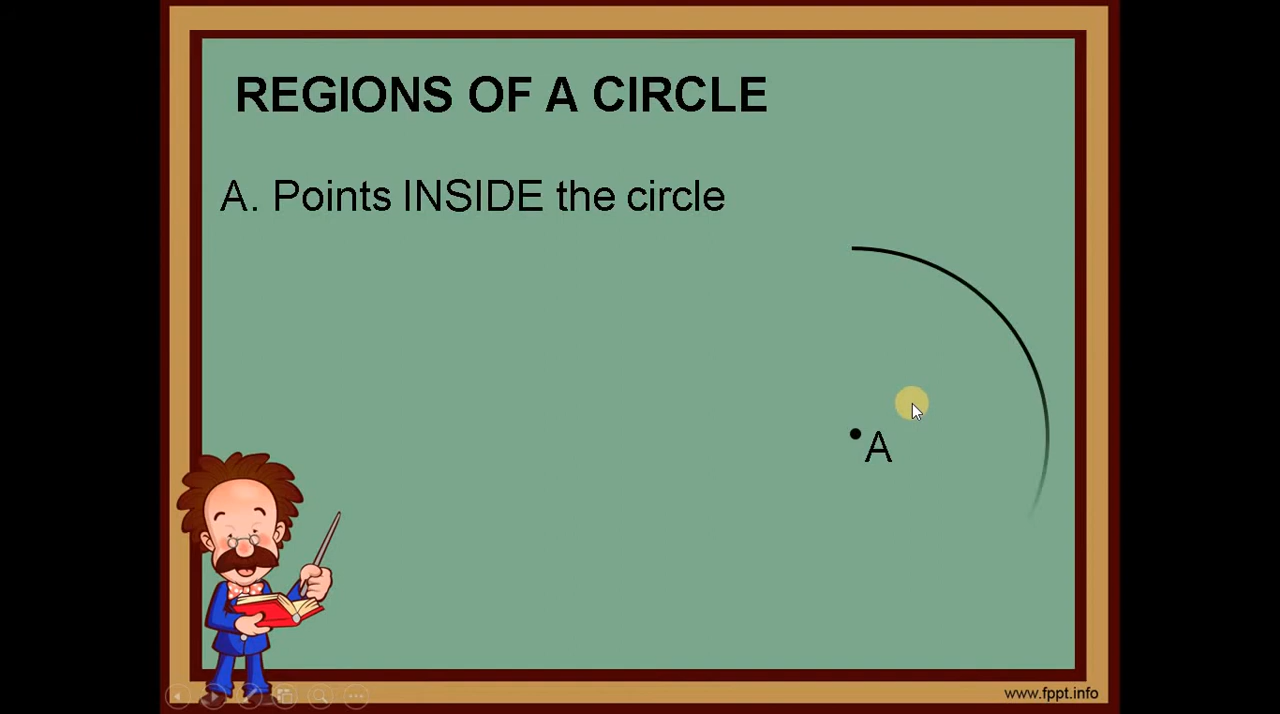 REGIONS OF A CIRCLE
A. Points INSIDE the circle
A
www.fppt.info